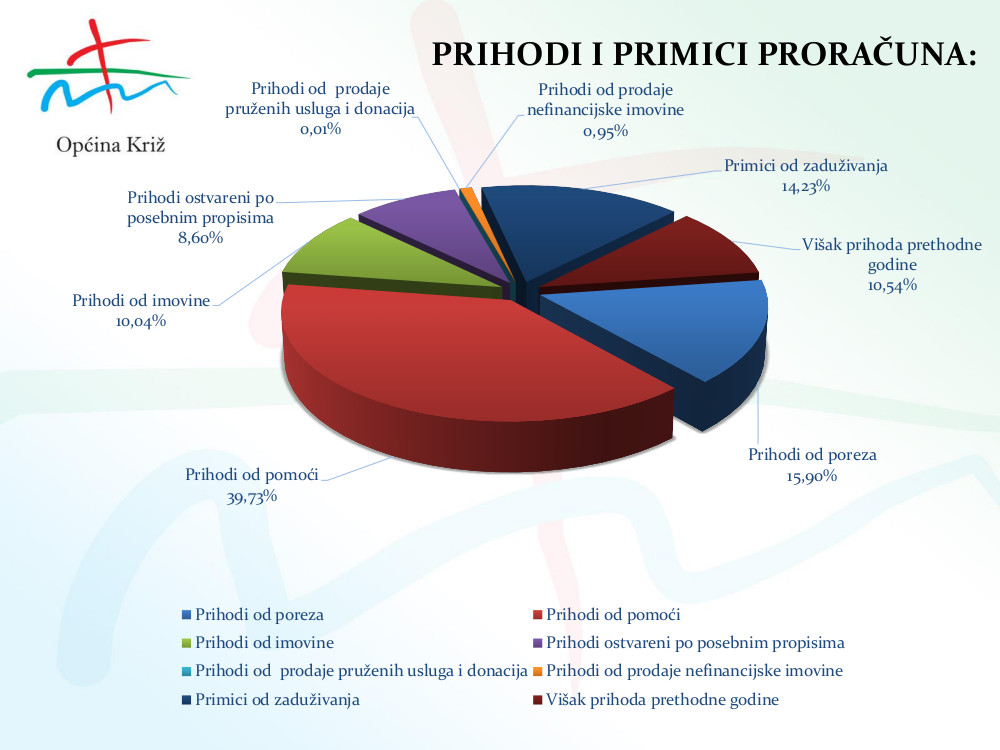 PRIHODI I PRIMICI PRORAČUNA:
Općina Križ
Prihodi od  prodaje
pruženih usluga i donacija
0,01%
Prihodi od prodaje
nefinancijske imovine
0,95%
Primici od zaduživanja
14,23%
Prihodi ostvareni po
posebnim propisima
8,60%
Višak prihoda prethodne
godine
10,54%
Prihodi od imovine
10,04%
Prihodi od poreza
15,90%
Prihodi od pomoći
39,73%
Prihodi od poreza
Prihodi od pomoći
Prihodi od imovine
Prihodi ostvareni po posebnim propisima
Prihodi od  prodaje pruženih usluga i donacija
Prihodi od prodaje nefinancijske imovine
Primici od zaduživanja
Višak prihoda prethodne godine